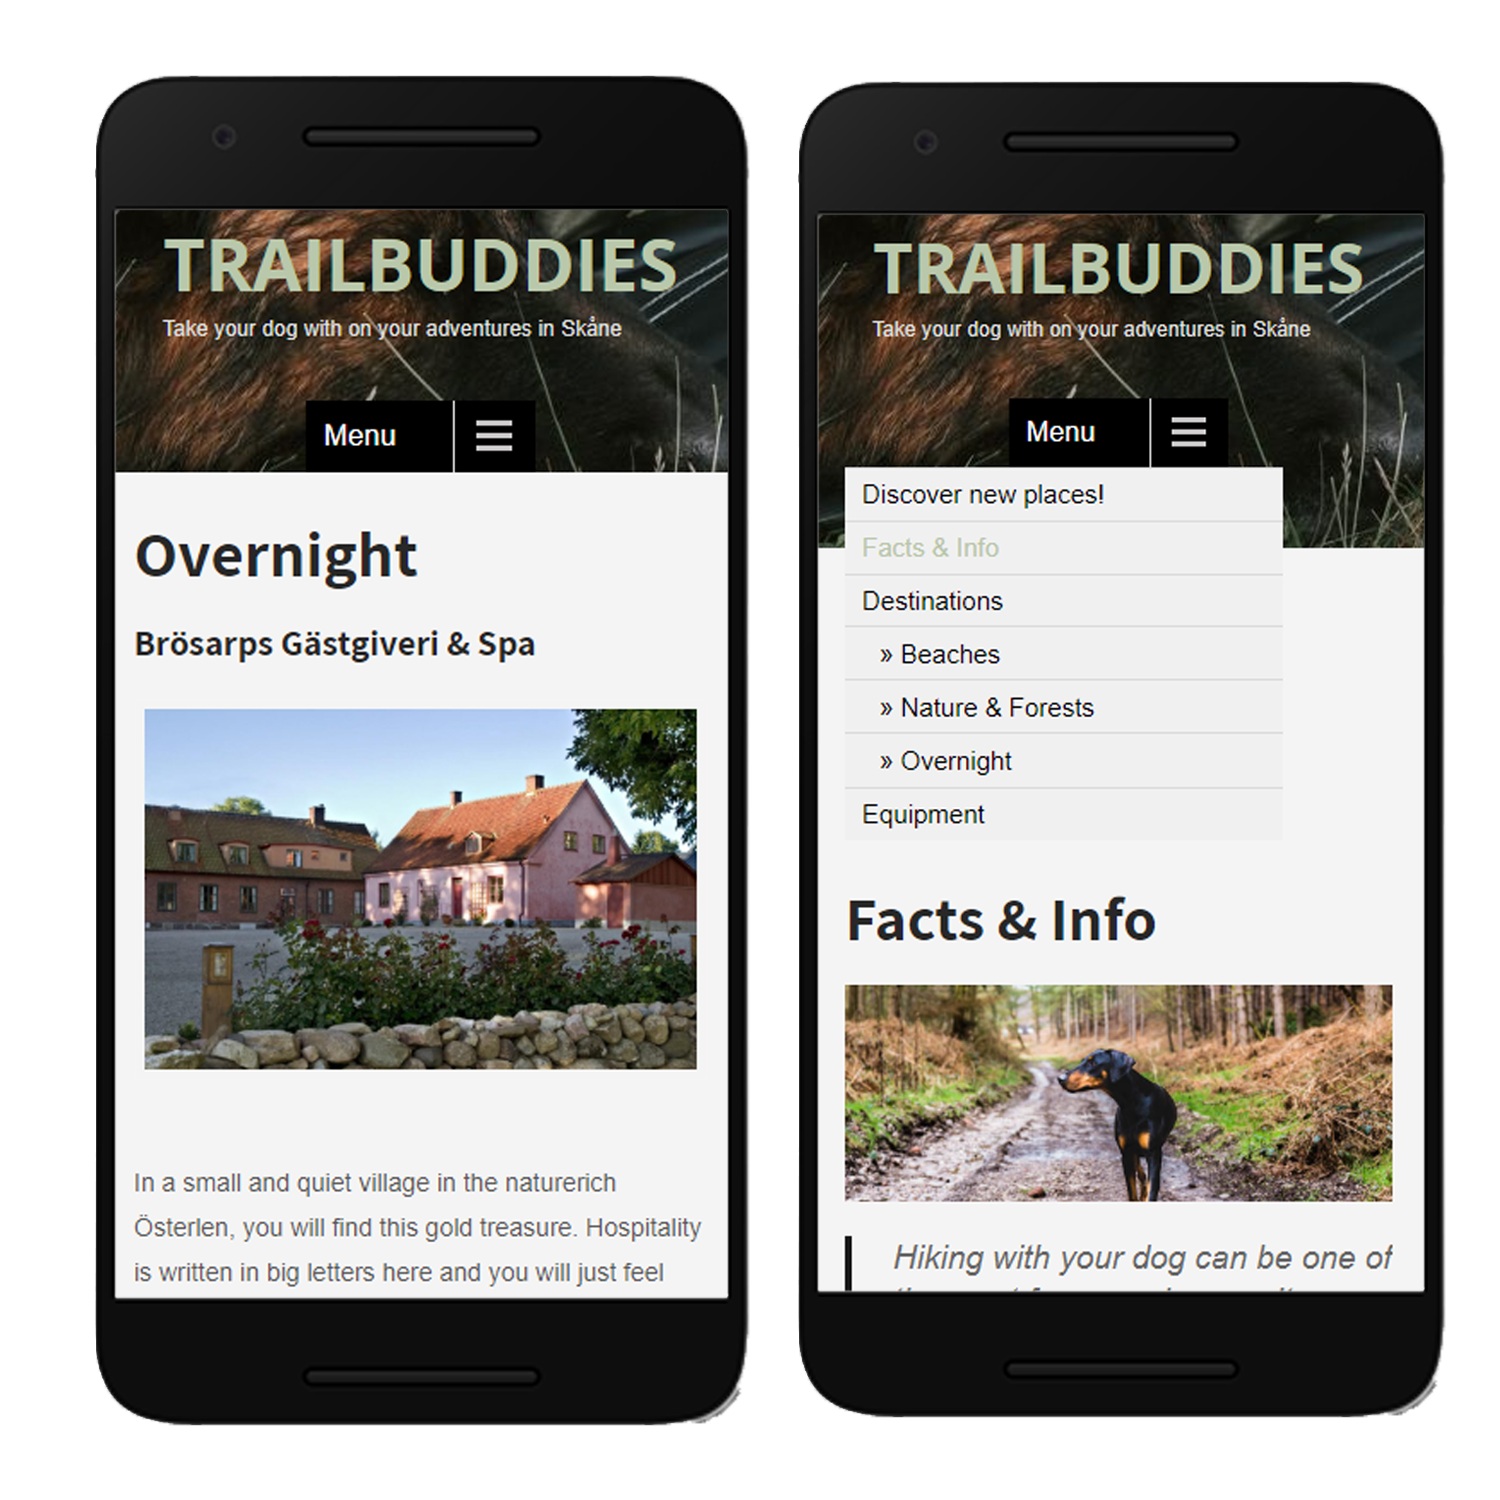 TRAILBUDDIES
Take your dog with on your adventures in Skåne
Menu
Overnight
Brösarps Gästgiveri & Spa
In a small and quiet village in the naturerich
Österlen, you will find this gold treasure. Hospitality
is written in big letters here and you will just feel
TRAILBUDDIES
Take your dog with on your adventures in Skåne
Menu
Discover new places!
Facts & Info
Destinations
» Beaches
» Nature & Forests
» Overnight
Equipment
Facts & Info
Hiking with your dog can be one of